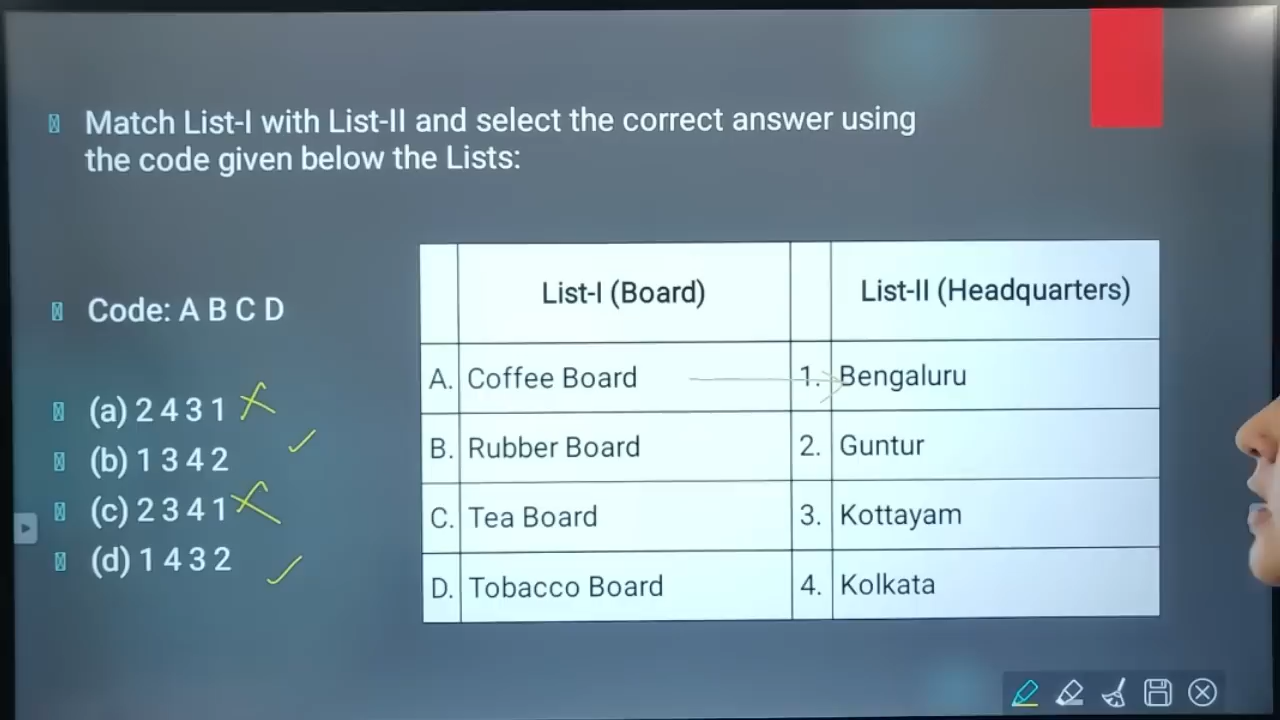 Match List-I with List-II and select the correct answer using
the code given below the Lists:
Code: A B C D
(a) 2 4 3 1
(b) 1 3 4 2
(c) 2 3 4 1
(d) 1 4 3 2
List-I (Board) List-II (Headquarters)
A. Coffee Board 1. Bengaluru
B. Rubber Board 2. Guntur
C. Tea Board 3. Kottayam
D. Tobacco Board 4. Kolkata